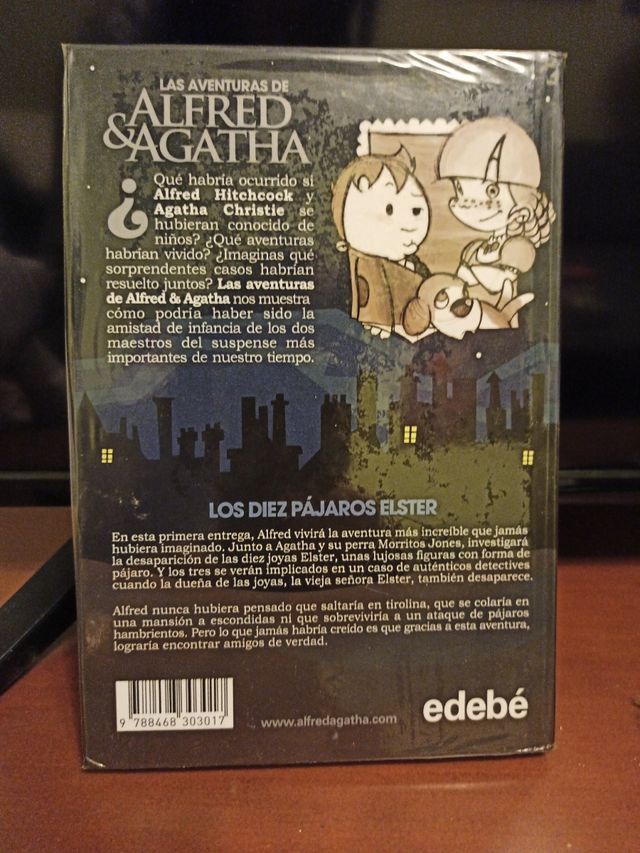 LAS AVENTURAS DE
ALFRED
&AGATHA
¿Qué habría ocurrido si
Alfred Hitchcock y
Agatha Christie se
hubieran conocido de
niños? ¿Qué aventuras
habrían vivido? ¿Imaginas qué
sorprendentes casos habrían
resuelto juntos? Las aventuras
de Alfred & Agatha nos muestra
cómo podría haber sido la
amistad de infancia de los dos
maestros del suspense más
importantes de nuestro tiempo.
LOS DIEZ PÁJAROS ELSTER
En esta primera entrega, Alfred vivirá la aventura más increíble que jamás
hubiera imaginado. Junto a Agatha y su perra Morritos Jones, investigará
la desaparición de las diez joyas Elster, unas lujosas figuras con forma de
pájaro. Y los tres se verán implicados en un caso de auténticos detectives
cuando la dueña de las joyas, la vieja señora Elster, también desaparece.
Alfred nunca hubiera pensado que saltaría en tirolina, que se colaría en
una mansión a escondidas ni que sobreviviría a un ataque de pájaros
hambrientos. Pero lo que jamás habría creído es que gracias a esta aventura,
lograría encontrar amigos de verdad.
9 788468 303017
www.alfredagatha.com
edebé